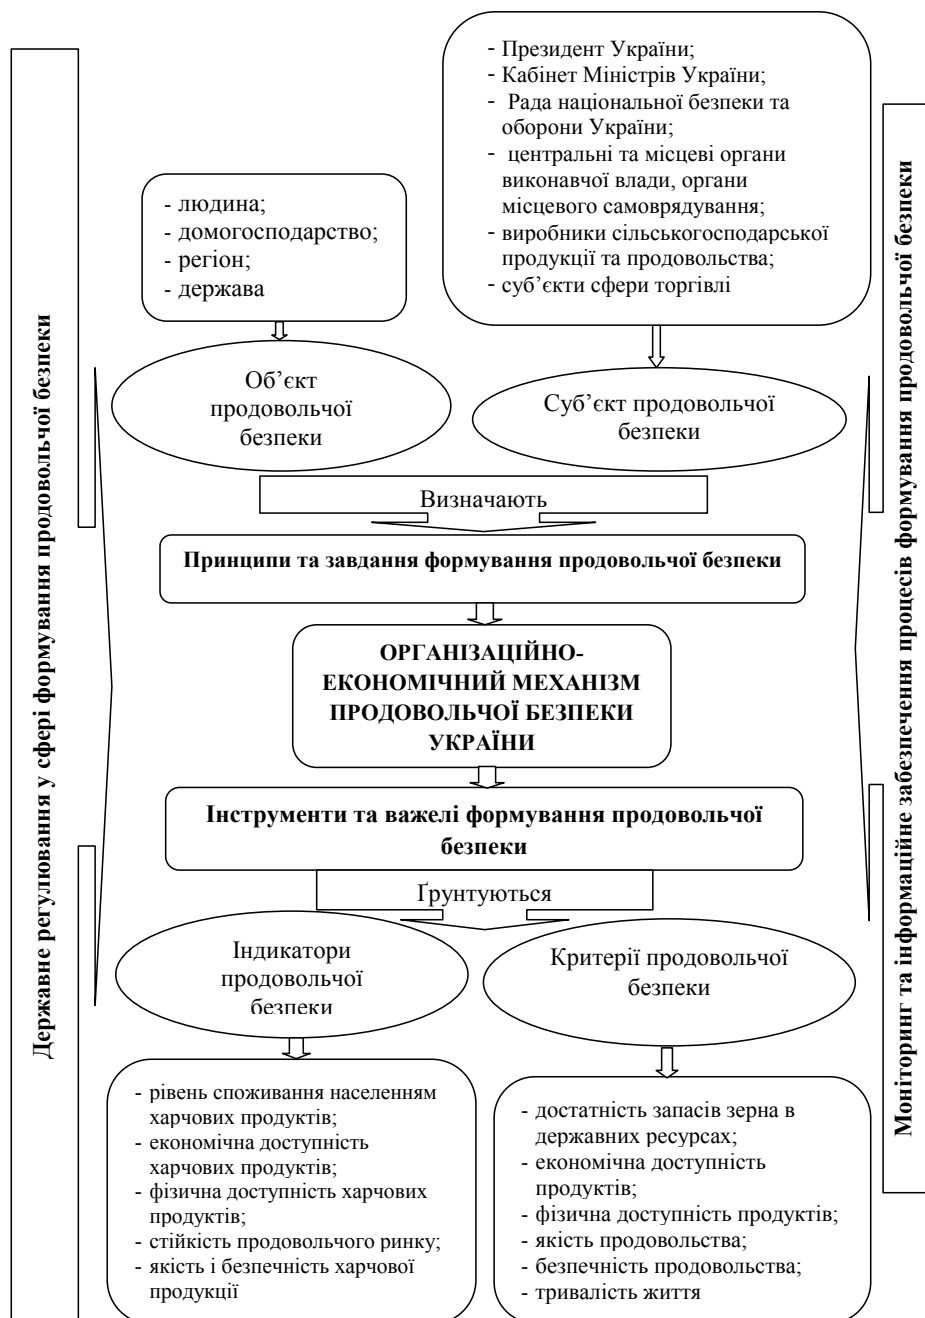 Державне регулювання у сфері формування продовольчої безпеки
- людина;
- домогосподарство;
- регіон;
- держава
- Президент України;
- Кабінет Міністрів України;
- Рада національної безпеки та
оборони України;
- центральні та місцеві органи
виконавчої влади, органи
місцевого самоврядування;
- виробники сільськогосподарської
продукції та продовольства;
- суб’єкти сфери торгівлі
Об’єкт
продовольчої
безпеки
Суб’єкт продовольчої
безпеки
Визначають
Принципи та завдання формування продовольчої безпеки
ОРГАНІЗАЦІЙНО-
ЕКОНОМІЧНИЙ МЕХАНІЗМ
ПРОДОВОЛЬЧОЇ БЕЗПЕКИ
УКРАЇНИ
Інструменти та важелі формування продовольчої
безпеки
Ґрунтуються
Індикатори
продовольчої
безпеки
Критерії продовольчої
безпеки
- рівень споживання населенням
харчових продуктів;
- економічна доступність
харчових продуктів;
- фізична доступність харчових
продуктів;
- стійкість продовольчого ринку;
- якість і безпечність харчової
продукції
- достатність запасів зерна в
державних ресурсах;
- економічна доступність
продуктів;
- фізична доступність продуктів;
- якість продовольства;
- безпечність продовольства;
- тривалість життя
Моніторинг та інформаційне забезпечення процесів формування продовольчої безпеки